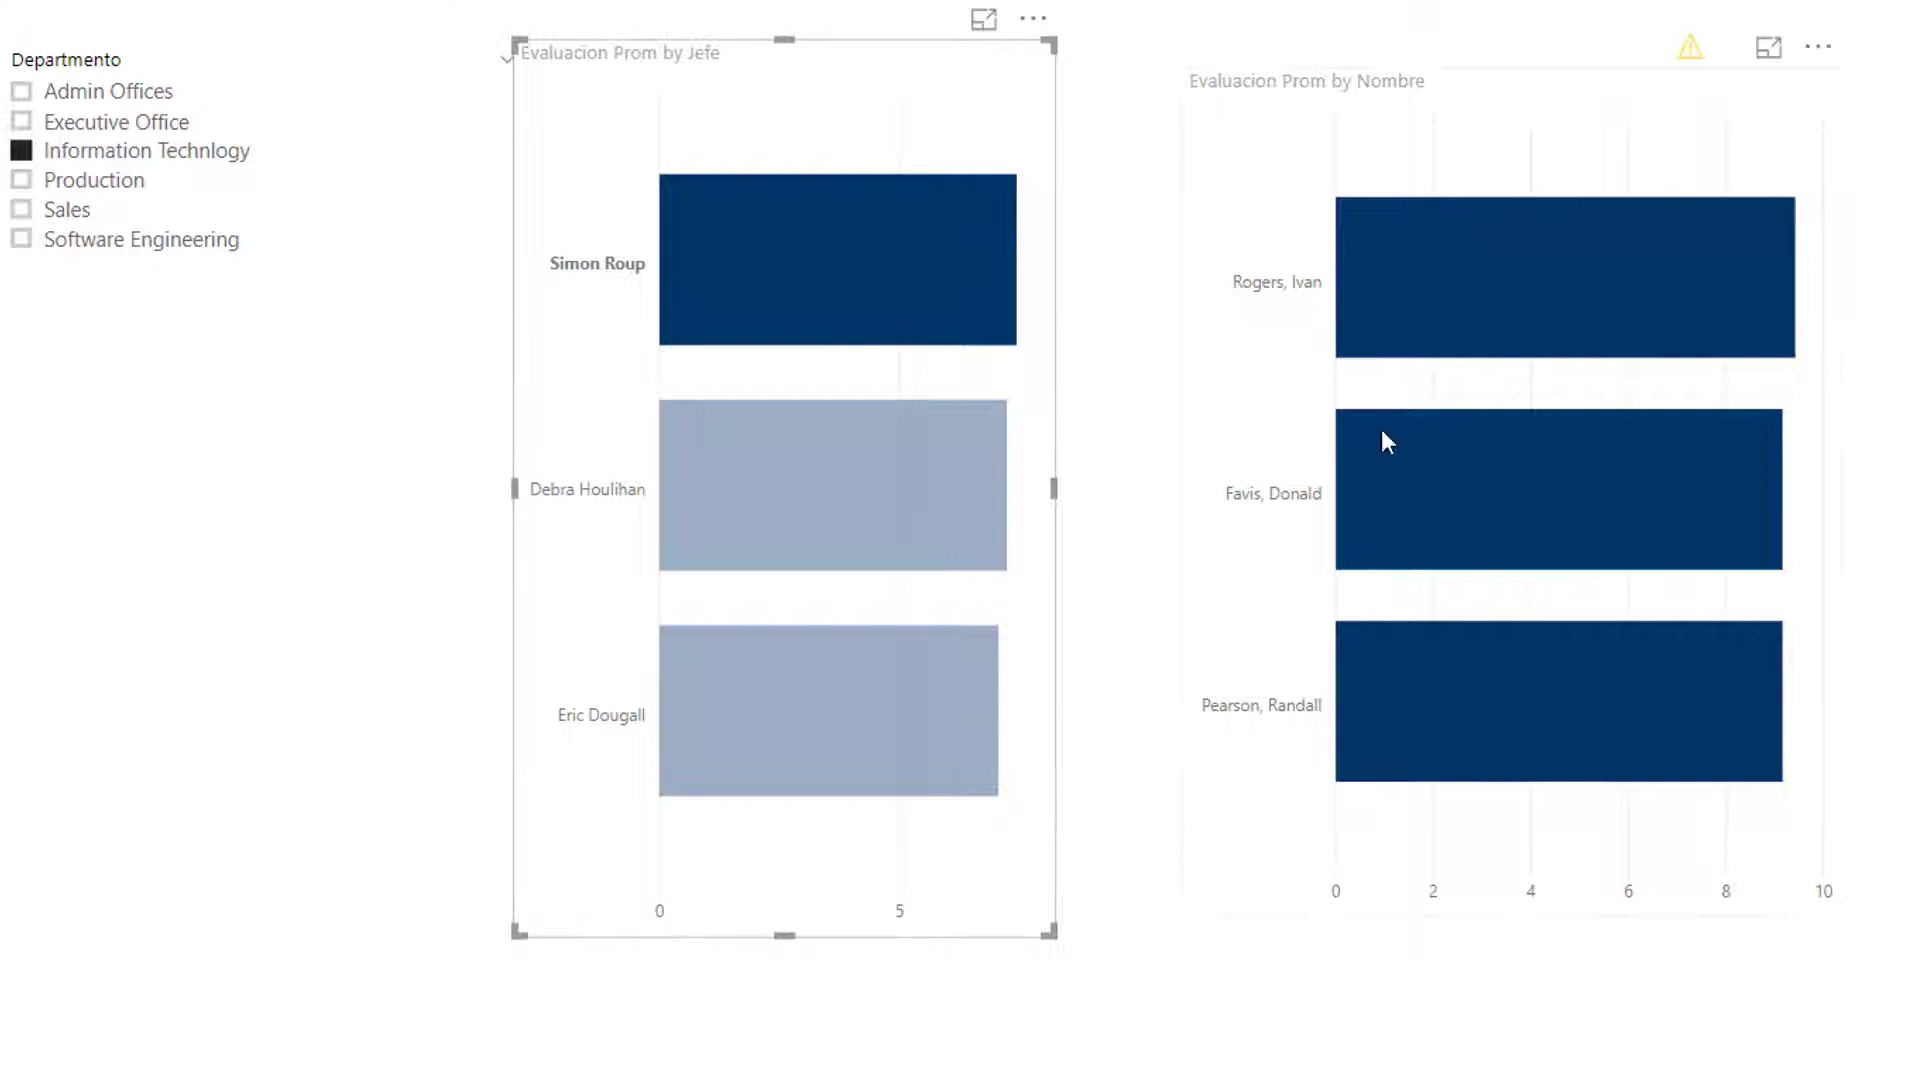 Departmento
Admin Offices
Executive Office
Information Technlogy
Production
Sales
Software Engineering
Evaluacion Prom by Jefe
Simon Roup
Debra Houlihan
Eric Dougall
0 5
Evaluacion Prom by Nombre
Rogers, Ivan
Favis, Donald
Pearson, Randall
0 2 4 6 8 10